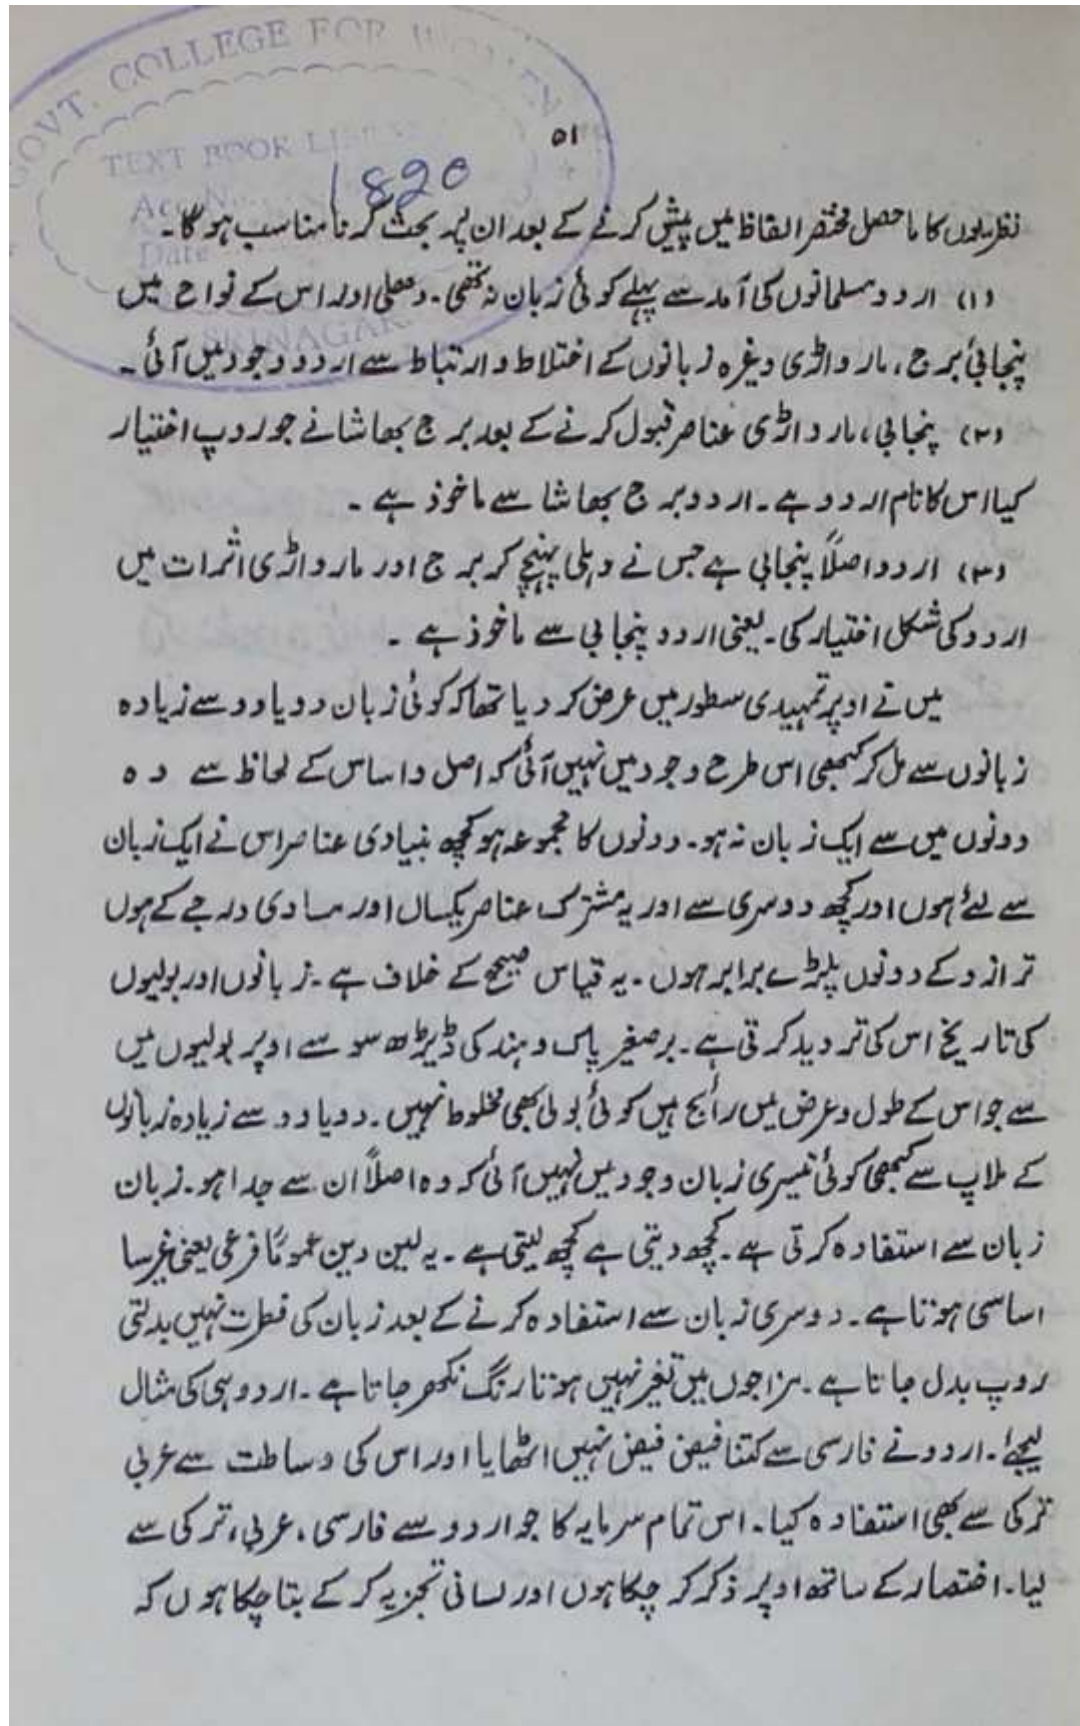 GOVT. COLLEGE FOR WOMEN
TEXT BOOK LIBRARY
Acc No. 1820
Date
SRINAGAR
۵۱
نظریوں کا ماحصل مختصر الفاظ میں پیش کرنے کے بعد ان پر بحث کرنا مناسب ہوگا۔
(۱) اردو مسلمانوں کی آمد سے پہلے کوئی زبان نہ تھی۔ دہلی اور اس کے نواح میں
پنجابی، برج، مارواڑی وغیرہ زبانوں کے اختلاط و ارتباط سے اردو وجود میں آئی۔
(۲) پنجابی، مارواڑی عناصر قبول کرنے کے بعد برج بھاشا نے جو روپ اختیار
کیا اس کا نام اردو ہے۔ اردو برج بھاشا سے ماخوذ ہے۔
(۳) اردو اصلاً پنجابی ہے جس نے دہلی پہنچ کر برج اور مارواڑی اثرات میں
اردو کی شکل اختیار کی۔ یعنی اردو پنجابی سے ماخوذ ہے۔
میں نے اوپر تمہیدی سطور میں عرض کر دیا تھا کہ کوئی زبان دو یا دو سے زیادہ
زبانوں سے مل کر کبھی اس طرح وجود میں نہیں آئی کہ اصل و اساس کے لحاظ سے وہ
دونوں میں سے ایک زبان نہ ہو۔ دونوں کا مجموعہ ہو کچھ بنیادی عناصر اس نے ایک زبان
سے لئے ہوں اور کچھ دوسری سے اور یہ مشترک عناصر یکساں اور مساوی درجے کے ہوں
ترازو کے دونوں پلڑے برابر ہوں۔ یہ قیاس صحیح کے خلاف ہے۔ زبانوں اور بولیوں
کی تاریخ اس کی تردید کرتی ہے۔ برصغیر پاک و ہند کی ڈیڑھ سو سے اوپر بولیوں میں
سے جو اس کے طول و عرض میں رائج ہیں کوئی بولی بھی مخلوط نہیں۔ دو یا دو سے زیادہ زبانوں
کے ملاپ سے کبھی کوئی تیسری زبان وجود میں نہیں آئی کہ وہ اصلاً ان سے جدا ہو۔ زبان
زبان سے استفادہ کرتی ہے۔ کچھ دیتی ہے کچھ لیتی ہے۔ یہ لین دین عموماً فرعی یعنی غیر سا
اساسی ہوتا ہے۔ دوسری زبان سے استفادہ کرنے کے بعد زبان کی فطرت نہیں بدلتی
روپ بدل جاتا ہے۔ مزاجوں میں تغیر نہیں ہوتا رنگ نکھر جاتا ہے۔ اردو ہی کی مثال
لیجئے۔ اردو نے فارسی سے کتنا فیض فیض نہیں اٹھایا اور اس کی وساطت سے عربی
ترکی سے بھی استفادہ کیا۔ اس تمام سرمایہ کا جو اردو سے فارسی، عربی، ترکی سے
لیا۔ اختصار کے ساتھ اوپر ذکر کر چکا ہوں اور لسانی تجزیہ کر کے بتا چکا ہوں کہ